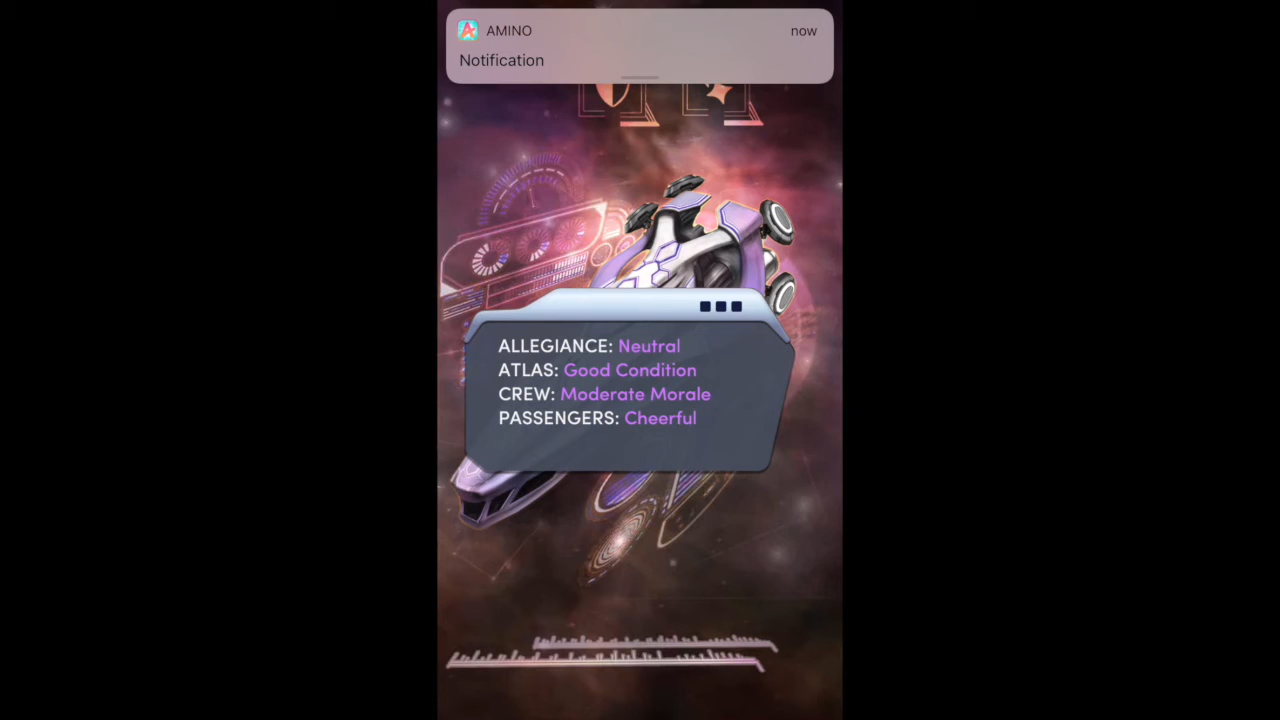 AMINO
now
Notification
ALLEGIANCE: Neutral
ATLAS: Good Condition
CREW: Moderate Morale
PASSENGERS: Cheerful